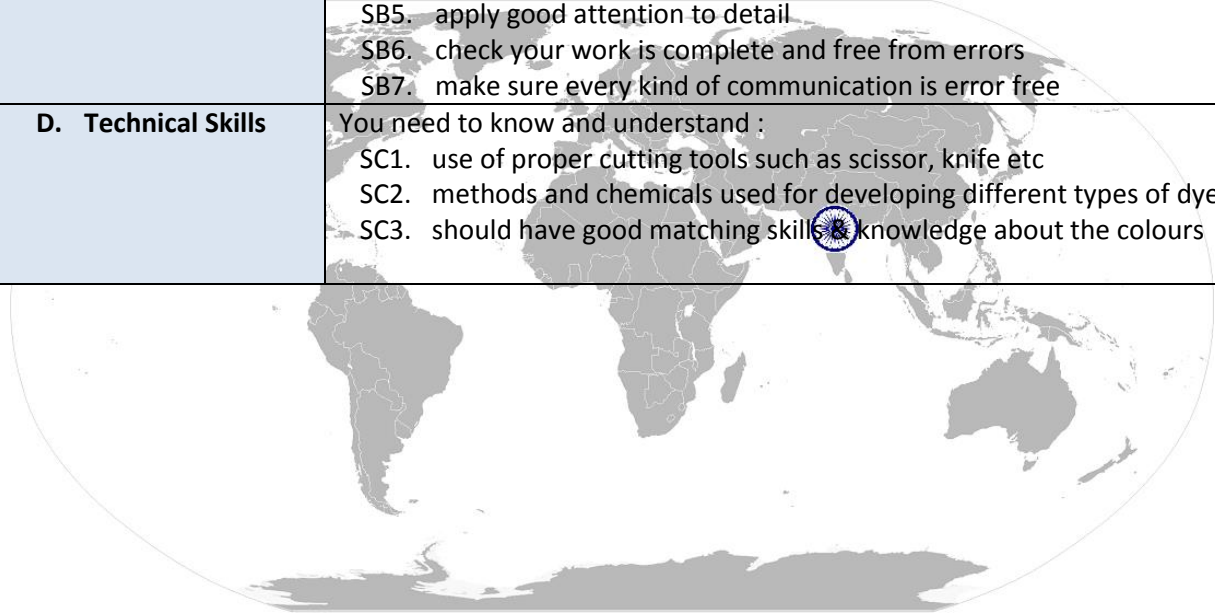 SB5. apply good attention to detail
SB6. check your work is complete and free from errors
SB7. make sure every kind of communication is error free
D. Technical Skills You need to know and understand :
SC1. use of proper cutting tools such as scissor, knife etc
SC2. methods and chemicals used for developing different types of dye
SC3. should have good matching skills & knowledge about the colours